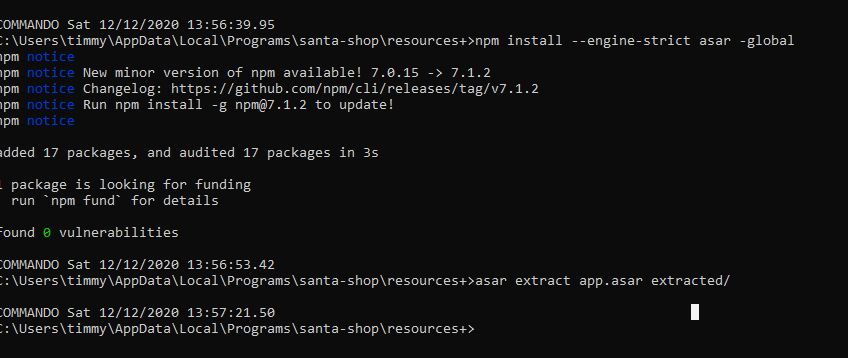 COMMANDO Sat 12/12/2020 13:56:39.95
C:\Users\timmy\AppData\Local\Programs\santa-shop\resources+>npm install --engine-strict asar -global
npm notice
npm notice New minor version of npm available! 7.0.15 -> 7.1.2
npm notice Changelog: https://github.com/npm/cli/releases/tag/v7.1.2
npm notice Run npm install -g npm@7.1.2 to update!
npm notice
added 17 packages, and audited 17 packages in 3s
1 package is looking for funding
run `npm fund` for details
found 0 vulnerabilities
COMMANDO Sat 12/12/2020 13:56:53.42
C:\Users\timmy\AppData\Local\Programs\santa-shop\resources+>asar extract app.asar extracted/
COMMANDO Sat 12/12/2020 13:57:21.50
C:\Users\timmy\AppData\Local\Programs\santa-shop\resources+>